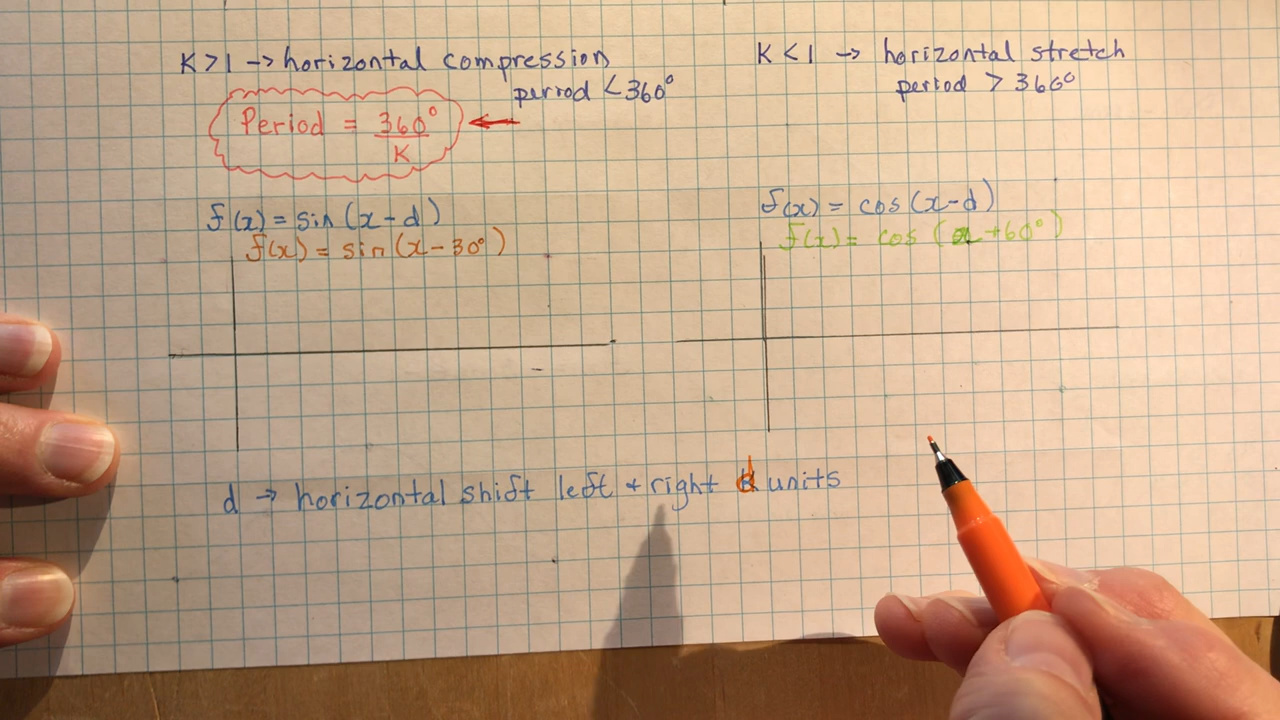 K > 1 → horizontal compression
period < 360°
Period = 360°
K
K < 1 → horizontal stretch
period > 360°
f(x) = sin(x-d)
f(x) = sin(x-30°)
f(x) = cos(x-d)
f(x) = cos(x+60°)
d → horizontal shift left + right d units